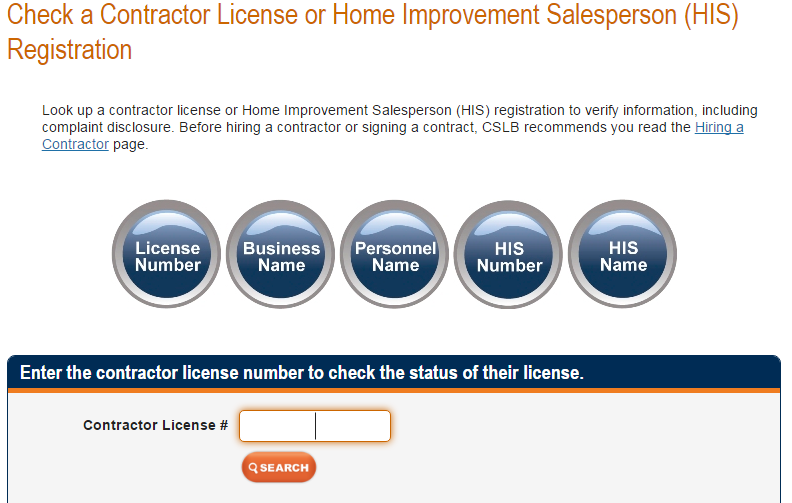 Check a Contractor License or Home Improvement Salesperson (HIS)
Registration
Look up a contractor license or Home Improvement Salesperson (HIS) registration to verify information, including
complaint disclosure. Before hiring a contractor or signing a contract, CSLB recommends you read the Hiring a
Contractor page.
License
Number
Business
Name
Personnel
Name
HIS
Number
HIS
Name
Enter the contractor license number to check the status of their license.
Contractor License #
SEARCH